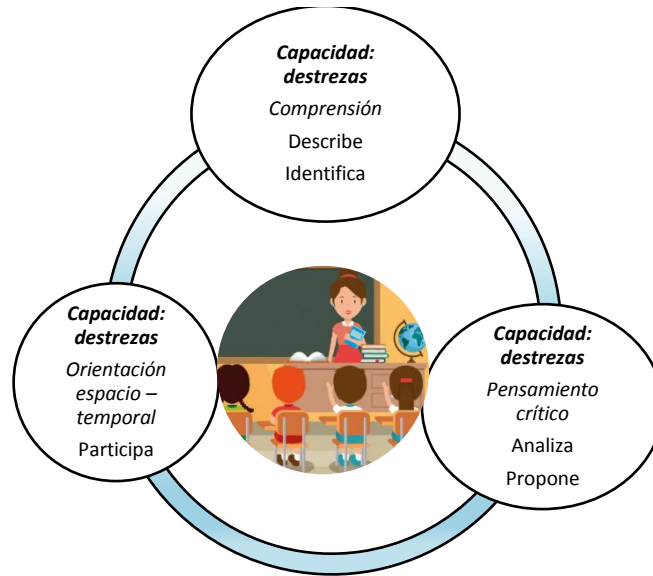 Capacidad:
destrezas
Comprensión
Describe
Identifica
Capacidad:
destrezas
Orientación
espacio –
temporal
Participa
Capacidad:
destrezas
Pensamiento
crítico
Analiza
Propone